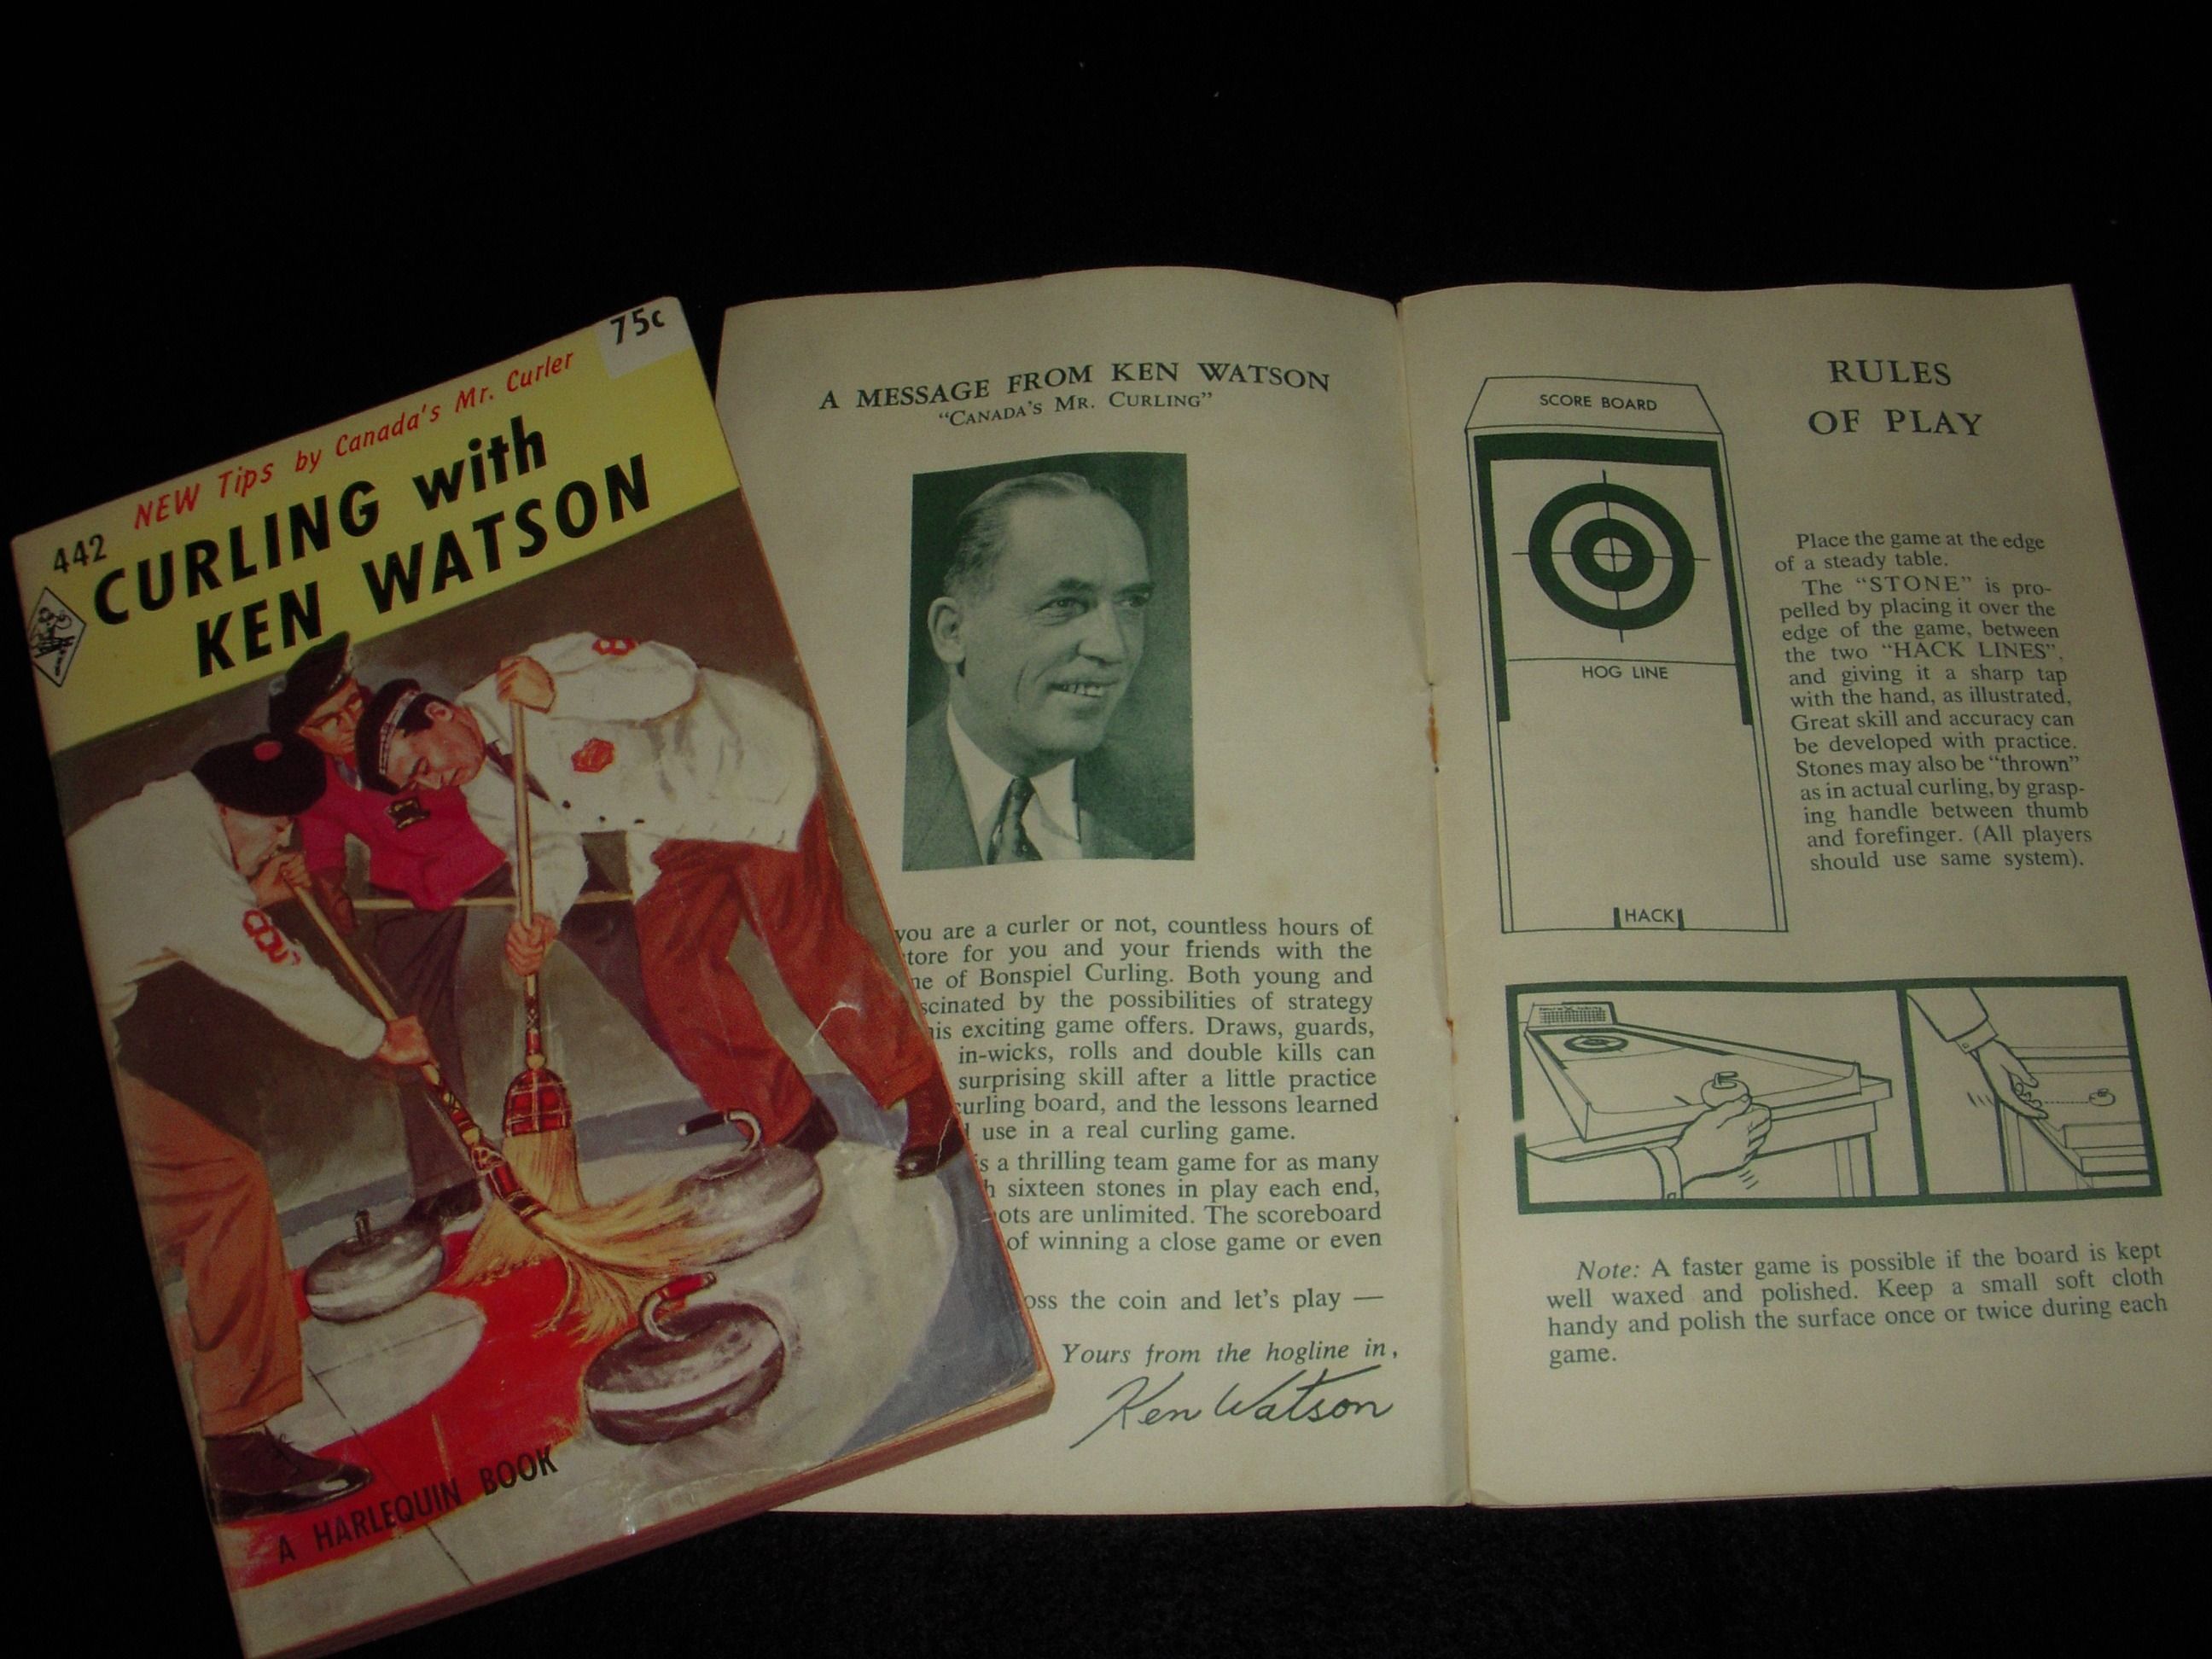 442
NEW Tips by Canada's Mr. Curler
75c
CURLING with
KEN WATSON
A HARLEQUIN BOOK
A MESSAGE FROM KEN WATSON
"CANADA'S MR. CURLING"
you are a curler or not, countless hours of
tore for you and your friends with the
ne of Bonspiel Curling. Both young and
scinated by the possibilities of strategy
his exciting game offers. Draws, guards,
in-wicks, rolls and double kills can
surprising skill after a little practice
curling board, and the lessons learned
l use in a real curling game.
is a thrilling team game for as many
h sixteen stones in play each end,
ots are unlimited. The scoreboard
of winning a close game or even
oss the coin and let's play —
Yours from the hogline in,
Ken Watson
RULES
OF PLAY
SCORE BOARD
HOG LINE
HACK
Place the game at the edge
of a steady table.
The "STONE" is pro-
pelled by placing it over the
edge of the game, between
the two "HACK LINES",
and giving it a sharp tap
with the hand, as illustrated.
Great skill and accuracy can
be developed with practice.
Stones may also be "thrown"
as in actual curling, by grasp-
ing handle between thumb
and forefinger. (All players
should use same system).
Note: A faster game is possible if the board is kept
well waxed and polished. Keep a small soft cloth
handy and polish the surface once or twice during each
game.